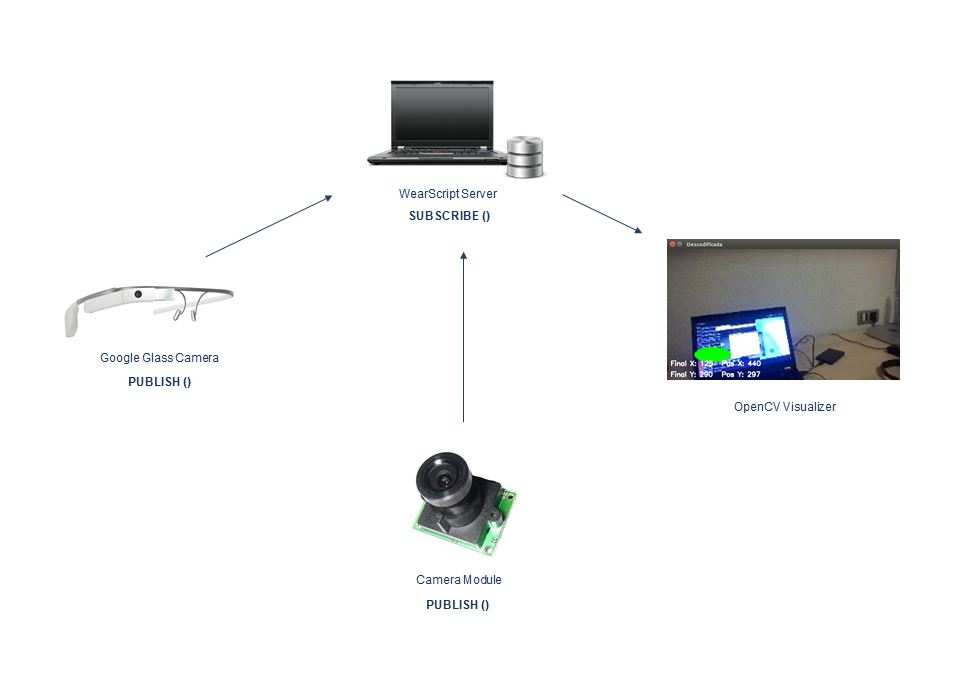 WearScript Server
SUBSCRIBE ()
Descodificada
Google Glass Camera
PUBLISH ()
Final X: 125 Pos X: 440
Final Y: 290 Pos Y: 297
OpenCV Visualizer
Camera Module
PUBLISH ()